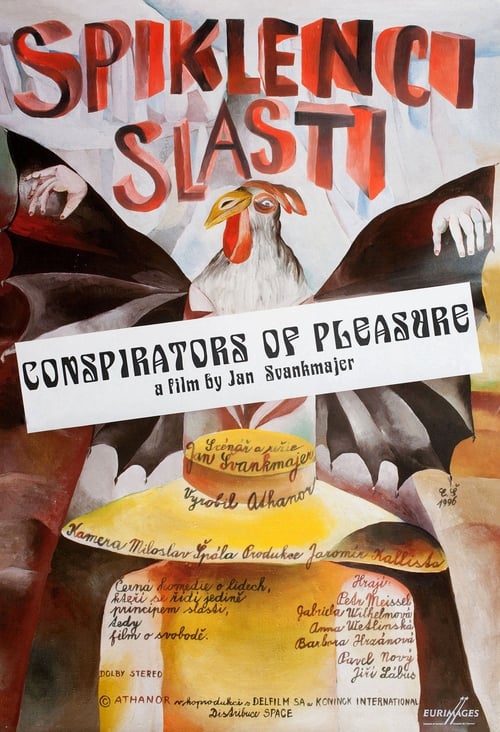 SPIKLENCI
SLASTI
CONSPIRATORS OF PLEASURE
a film by Jan Svankmajer
Scénář a režie
Jan Švankmajer
Vyrobil Athanor
Kamera Miloslav Špála Produkce Jaromír Kallista
Černá komedie o lidech,
kteří se řídí jedině
principem slasti,
tedy
film o svobodě.
Hrají
Petr Meissel
Gabriela Wilhelmová
Anna Wetlinská
Barbora Hrzánová
Pavel Nový
Jiří Lábus
E.Š
1996
DOLBY STEREO
© ATHANOR v koprodukci s DELFILM SA a KONINCK INTERNATIONAL
Distribuce SPACE
EURIMAGES